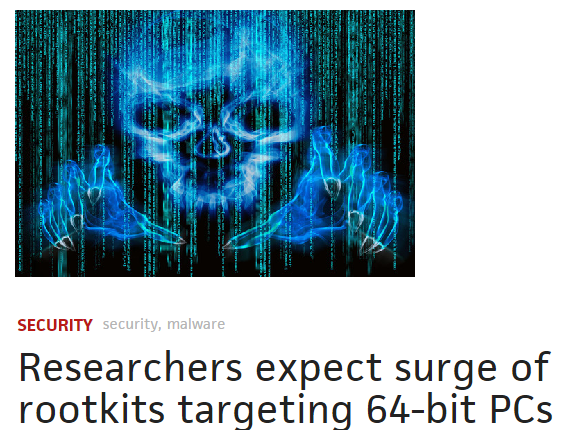 SECURITY security, malware
Researchers expect surge of
rootkits targeting 64-bit PCs